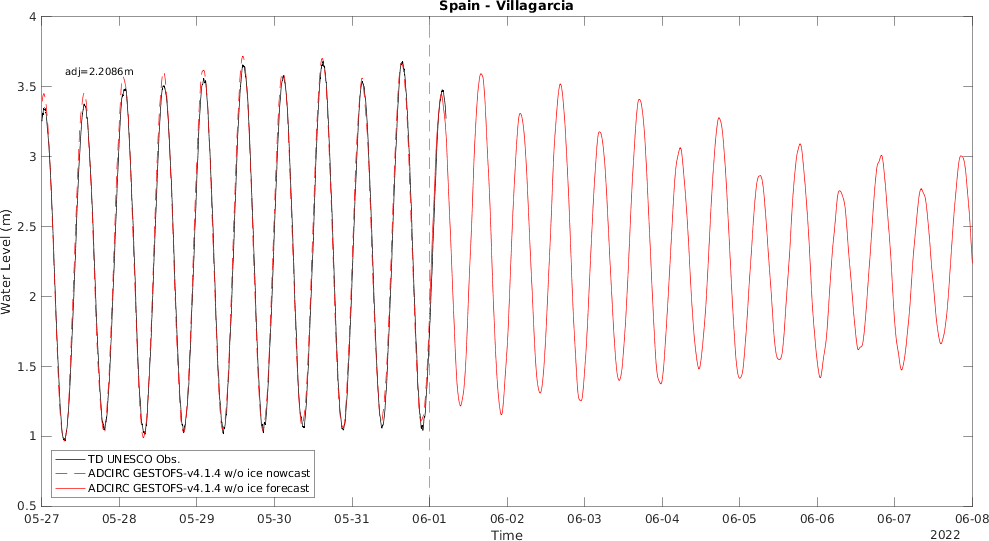 Spain - Villagarcia
4
3.5
3
2.5
2
1.5
1
0.5
Water Level (m)
adj=2.2086m
TD UNESCO Obs.
ADCIRC GESTOFS-v4.1.4 w/o ice nowcast
ADCIRC GESTOFS-v4.1.4 w/o ice forecast
05-27 05-28 05-29 05-30 05-31 06-01 06-02 06-03 06-04 06-05 06-06 06-07 06-08
Time
2022